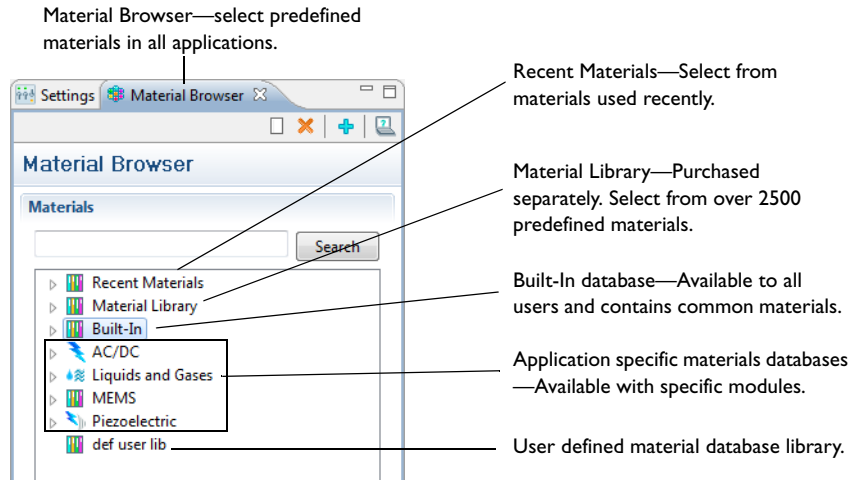 Material Browser—select predefined
materials in all applications.
Settings
Material Browser
Material Browser
Materials
Search
Recent Materials
Material Library
Built-In
AC/DC
Liquids and Gases
MEMS
Piezoelectric
def user lib
Recent Materials—Select from
materials used recently.
Material Library—Purchased
separately. Select from over 2500
predefined materials.
Built-In database—Available to all
users and contains common materials.
Application specific materials databases
—Available with specific modules.
User defined material database library.